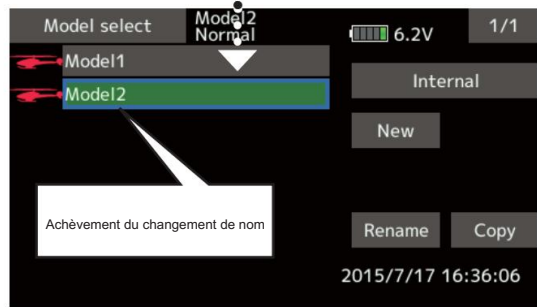 Model select
Model2
Normal
6.2V
1/1
Model1
Internal
Model2
New
Achèvement du changement de nom
Rename
Copy
2015/7/17 16:36:06